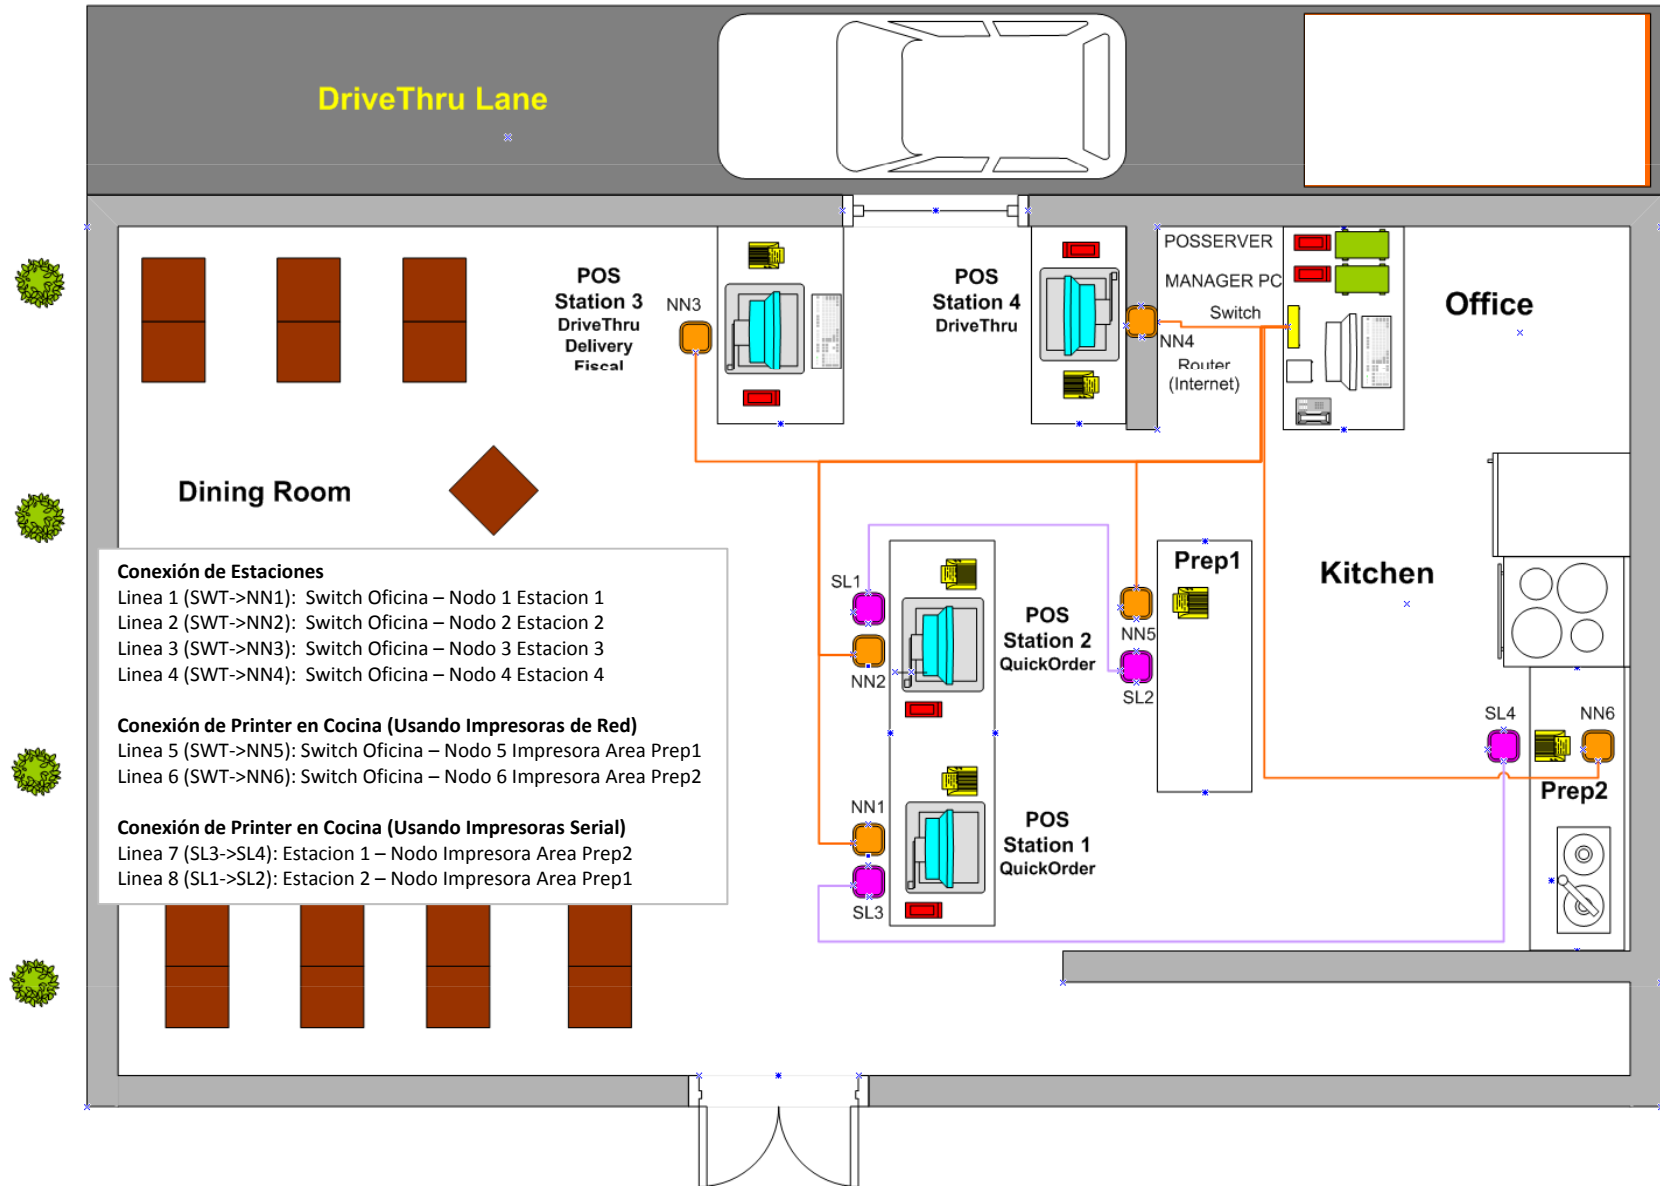 DriveThru Lane
POS
Station 3
DriveThru
Delivery
Fiscal
NN3
POS
Station 4
DriveThru
NN4
POSSERVER
MANAGER PC
Switch
Router
(Internet)
Office
Dining Room
Conexión de Estaciones
Linea 1 (SWT->NN1): Switch Oficina – Nodo 1 Estacion 1
Linea 2 (SWT->NN2): Switch Oficina – Nodo 2 Estacion 2
Linea 3 (SWT->NN3): Switch Oficina – Nodo 3 Estacion 3
Linea 4 (SWT->NN4): Switch Oficina – Nodo 4 Estacion 4
Conexión de Printer en Cocina (Usando Impresoras de Red)
Linea 5 (SWT->NN5): Switch Oficina – Nodo 5 Impresora Area Prep1
Linea 6 (SWT->NN6): Switch Oficina – Nodo 6 Impresora Area Prep2
Conexión de Printer en Cocina (Usando Impresoras Serial)
Linea 7 (SL3->SL4): Estacion 1 – Nodo Impresora Area Prep2
Linea 8 (SL1->SL2): Estacion 2 – Nodo Impresora Area Prep1
SL1
NN2
POS
Station 2
QuickOrder
NN5
SL2
Prep1
Kitchen
NN1
SL3
POS
Station 1
QuickOrder
SL4
NN6
Prep2